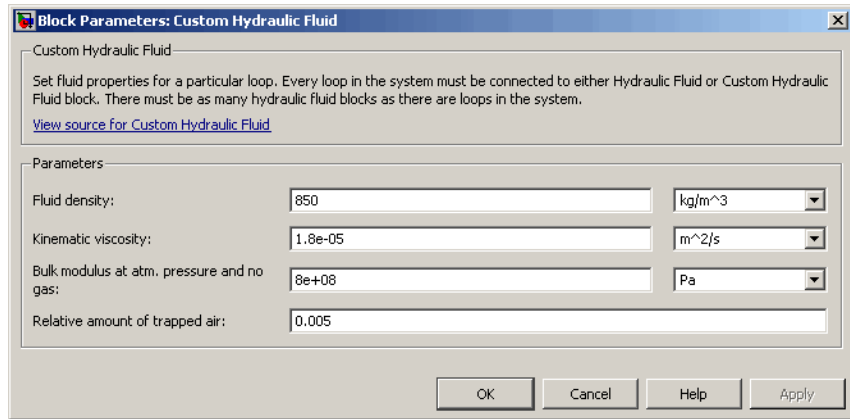 Block Parameters: Custom Hydraulic Fluid
Custom Hydraulic Fluid
Set fluid properties for a particular loop. Every loop in the system must be connected to either Hydraulic Fluid or Custom Hydraulic
Fluid block. There must be as many hydraulic fluid blocks as there are loops in the system.
View source for Custom Hydraulic Fluid
Parameters
Fluid density: 850 kg/m^3
Kinematic viscosity: 1.8e-05 m^2/s
Bulk modulus at atm. pressure and no
gas: 8e+08 Pa
Relative amount of trapped air: 0.005
OK Cancel Help Apply